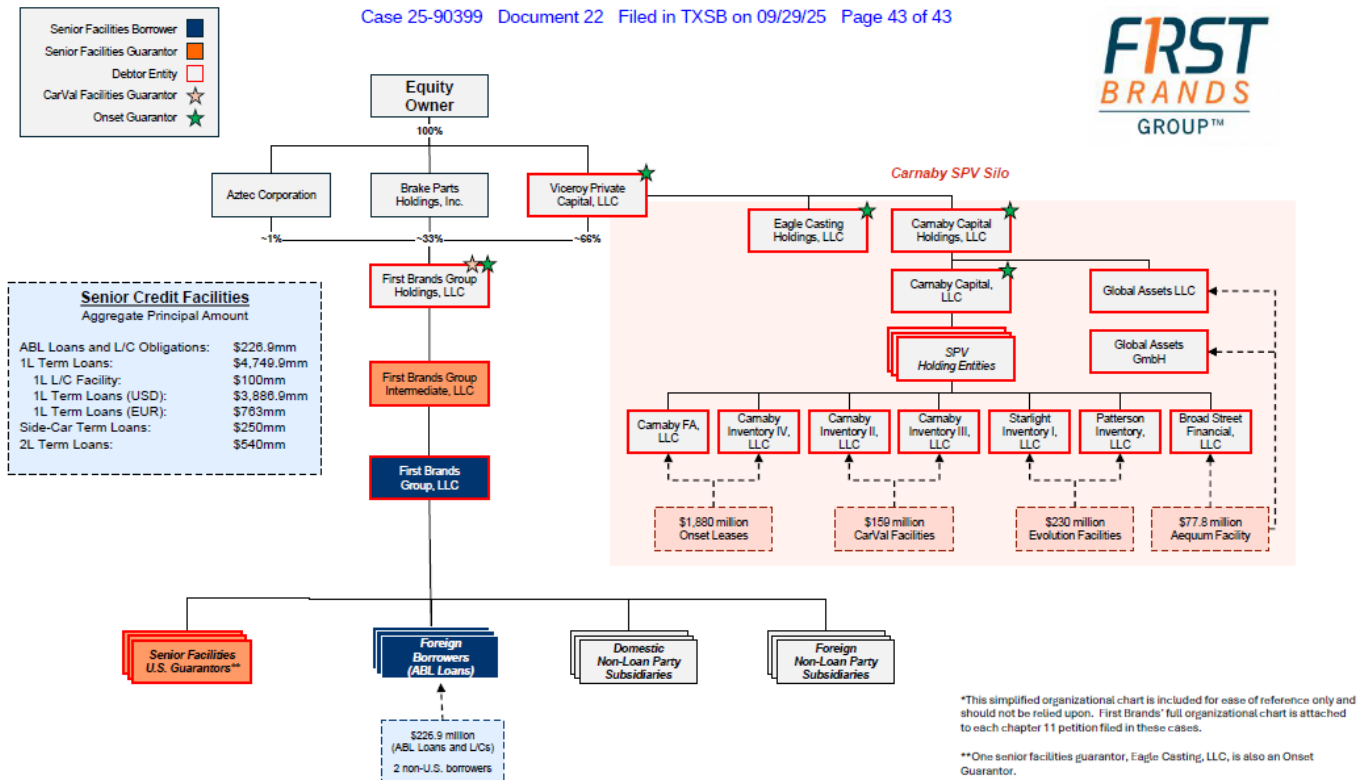 Case 25-90399 Document 22 Filed in TXSB on 09/29/25 Page 43 of 43
Senior Facilities Borrower
Senior Facilities Guarantor
Debtor Entity
CarVal Facilities Guarantor
Onset Guarantor
F1RST
BRANDS
GROUP™
Equity
Owner
100%
Aztec Corporation
Brake Parts
Holdings, Inc.
Viceroy Private
Capital, LLC
~1%
~33%
~66%
Carnaby SPV Silo
Eagle Casting
Holdings, LLC
Carnaby Capital
Holdings, LLC
First Brands Group
Holdings, LLC
Carnaby Capital,
LLC
Global Assets LLC
Senior Credit Facilities
Aggregate Principal Amount
ABL Loans and L/C Obligations: $226.9mm
1L Term Loans: $4,749.9mm
1L L/C Facility: $100mm
1L Term Loans (USD): $3,886.9mm
1L Term Loans (EUR): $763mm
Side-Car Term Loans: $250mm
2L Term Loans: $540mm
SPV
Holding Entities
Global Assets
GmbH
First Brands Group
Intermediate, LLC
Carnaby FA,
LLC
Carnaby
Inventory IV,
LLC
Carnaby
Inventory II,
LLC
Carnaby
Inventory III,
LLC
Starlight
Inventory I,
LLC
Patterson
Inventory,
LLC
Broad Street
Financial,
LLC
First Brands
Group, LLC
$1,880 million
Onset Leases
$159 million
CarVal Facilities
$230 million
Evolution Facilities
$77.8 million
Aequum Facility
Senior Facilities
U.S. Guarantors**
Foreign
Borrowers
(ABL Loans)
Domestic
Non-Loan Party
Subsidiaries
Foreign
Non-Loan Party
Subsidiaries
$226.9 million
(ABL Loans and L/Cs)
2 non-U.S. borrowers
*This simplified organizational chart is included for ease of reference only and
should not be relied upon. First Brands' full organizational chart is attached
to each chapter 11 petition filed in these cases.
**One senior facilities guarantor, Eagle Casting, LLC, is also an Onset
Guarantor.